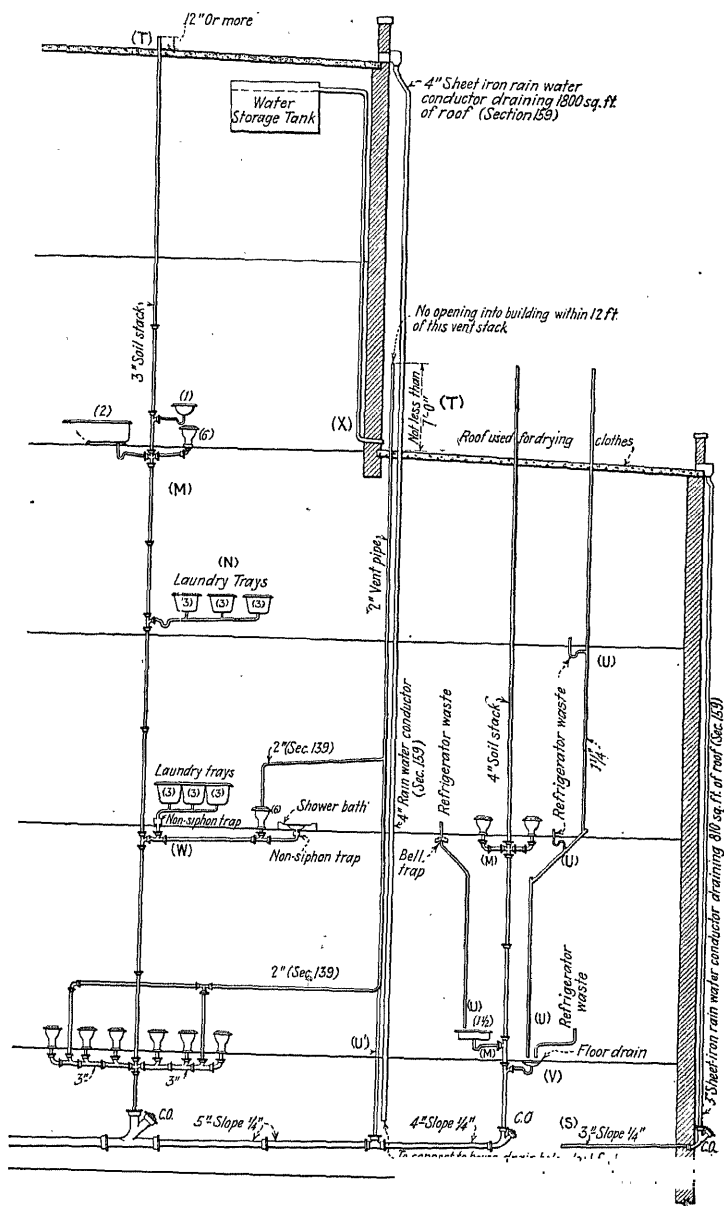 12" Or more
(T)
Water
Storage Tank
4" Sheet iron rain water
conductor draining 1800 sq. ft.
of roof (Section 159)
3" Soil stack
No opening into building within 12 ft.
of this vent stack
(1)
(2)
(6)
(X)
Not less than
7'-0"
(T)
Roof used for drying clothes
(M)
2" Vent pipe
(N)
Laundry Trays
(3) (3) (3)
(U)
2" (Sec. 139)
4" Rain water conductor
(Sec. 159)
Refrigerator waste
4" Soil stack
Refrigerator waste
1¼"
Laundry trays
(3) (3) (3)
Non-siphon trap
(6)
Shower bath
(W)
Non-siphon trap
Bell
trap
(M)
(U)
3" Sheet iron rain water conductor draining 810 sq. ft. of roof (Sec. 159)
2" (Sec. 139)
(U)
(1½)
(U)
Refrigerator
waste
(U')
(M)
Floor drain
3"
3"
(V)
C.O.
5" Slope ¼"
4" Slope ¼"
C.O
(S)
3" Slope ¼"
C.O.
To connect to house drain